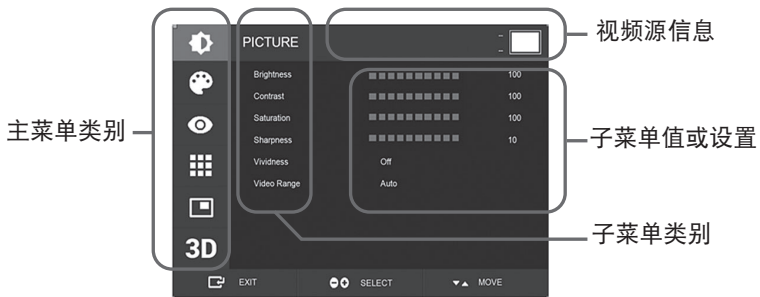 视频源信息
PICTURE
Brightness 100
Contrast 100
Saturation 100
Sharpness 10
Vividness Off
Video Range Auto
主菜单类别
子菜单值或设置
子菜单类别
3D
EXIT SELECT MOVE